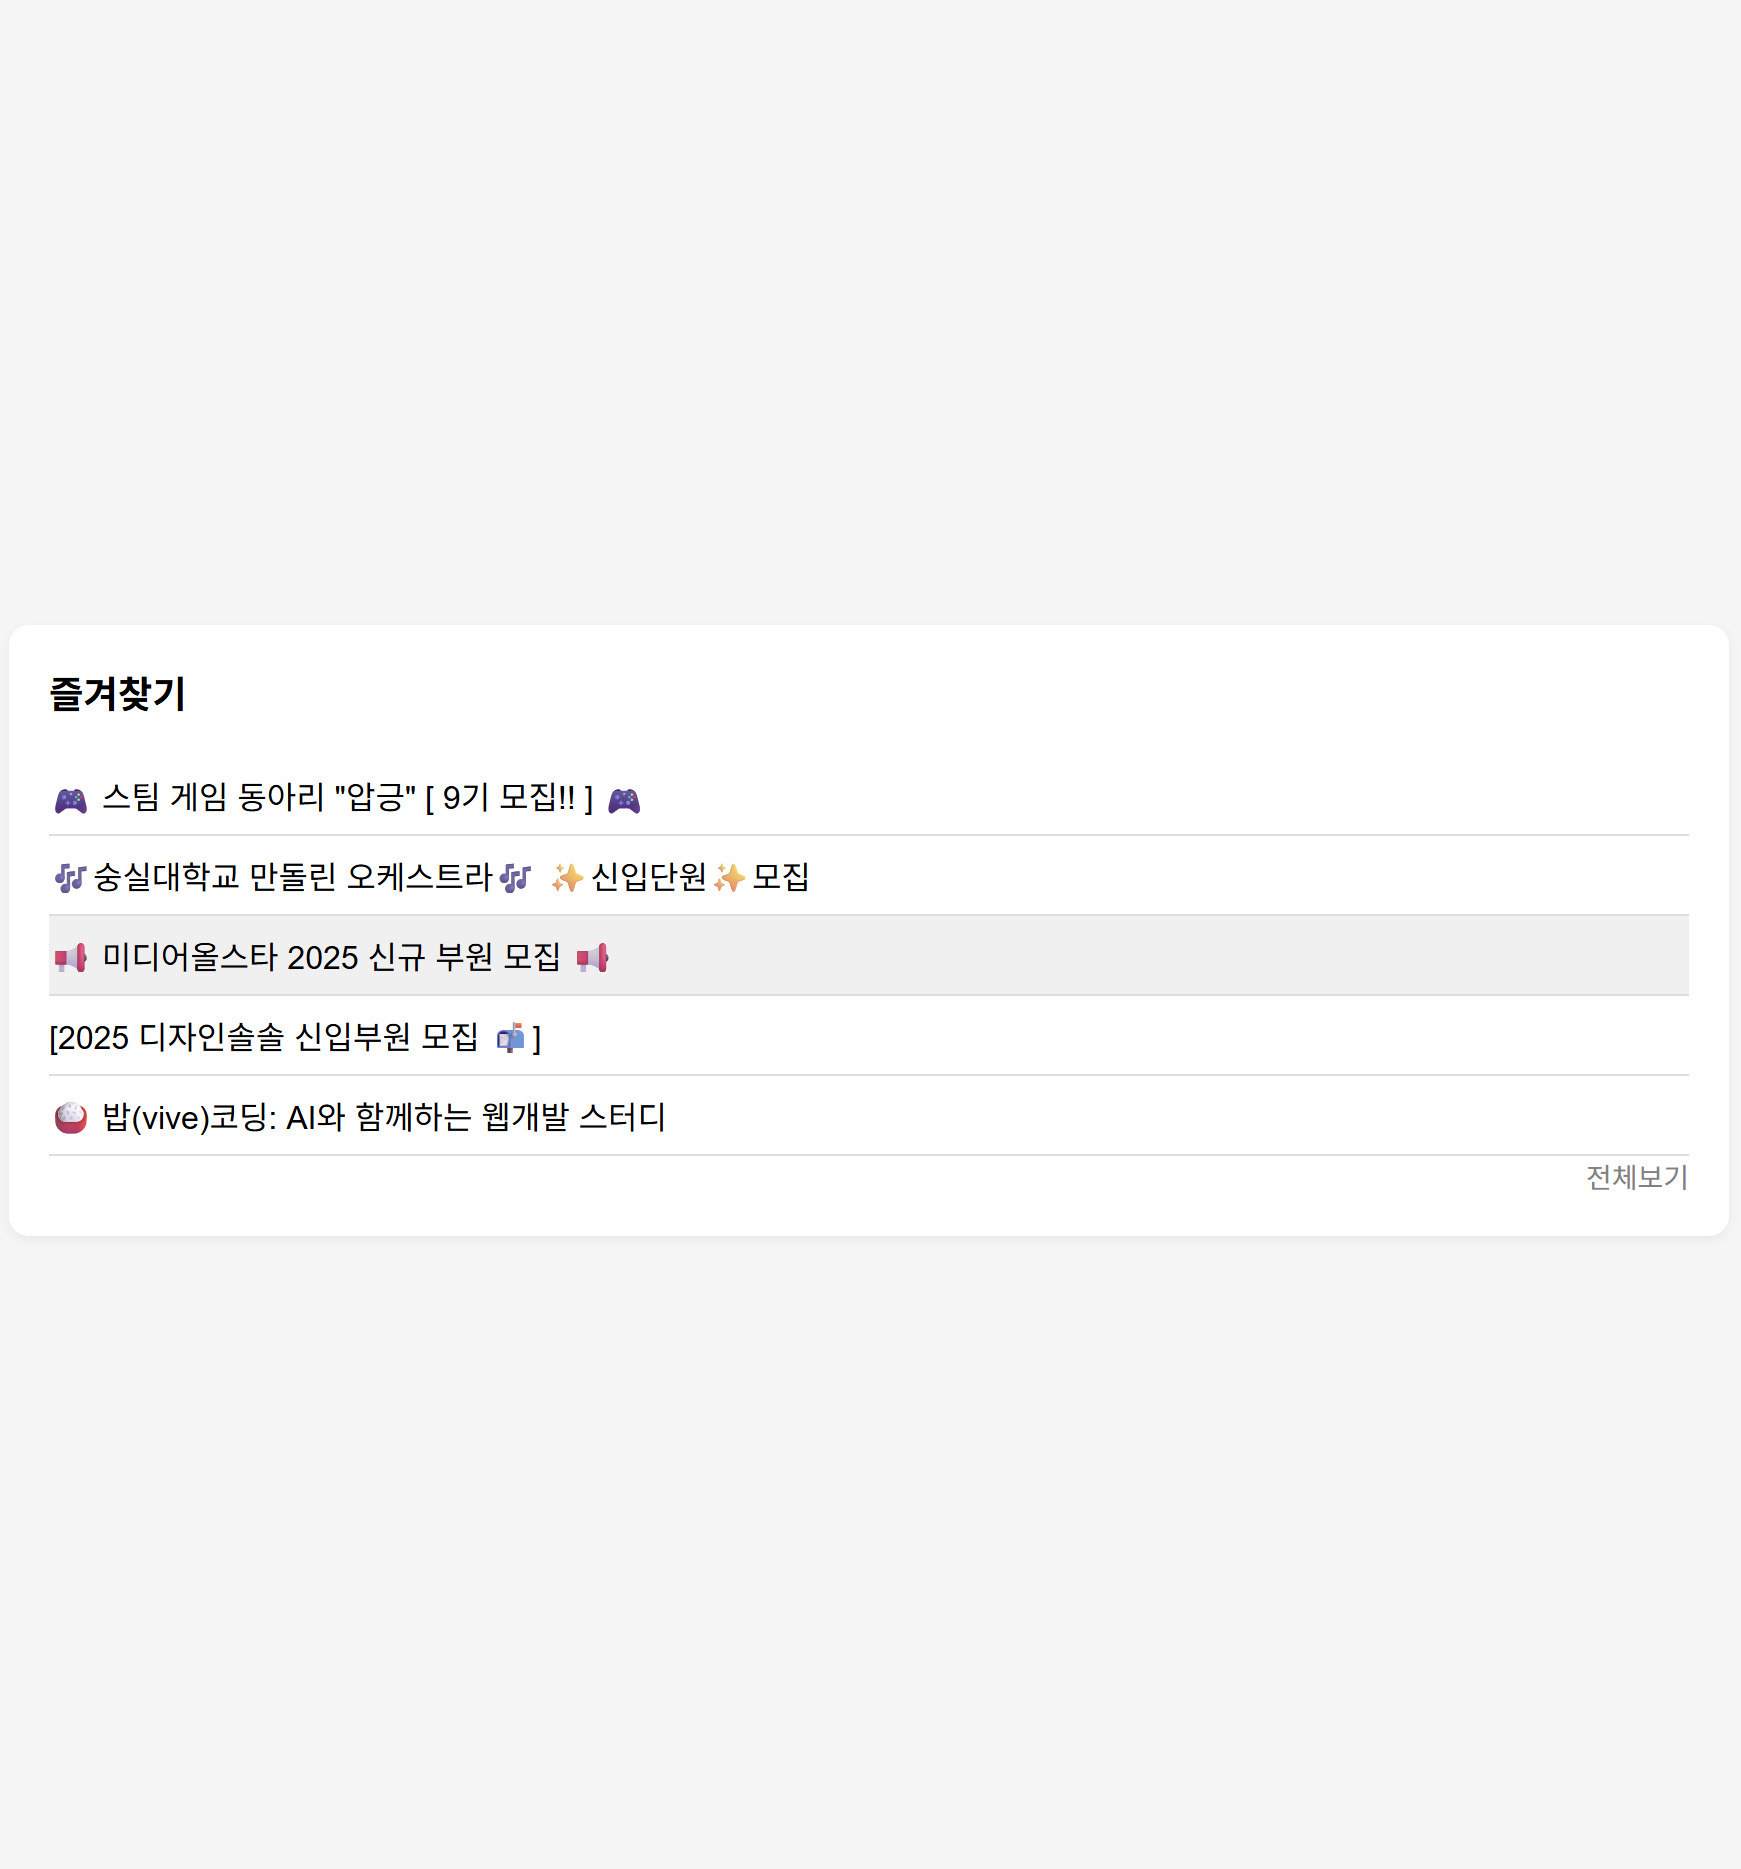 즐겨찾기
🎮 스팀 게임 동아리 "압긍" [ 9기 모집!! ] 🎮
🎶숭실대학교 만돌린 오케스트라🎶 ✨신입단원✨모집
📢 미디어올스타 2025 신규 부원 모집 📢
[2025 디자인솔솔 신입부원 모집 📬]
🍚 밥(vive)코딩: AI와 함께하는 웹개발 스터디
전체보기